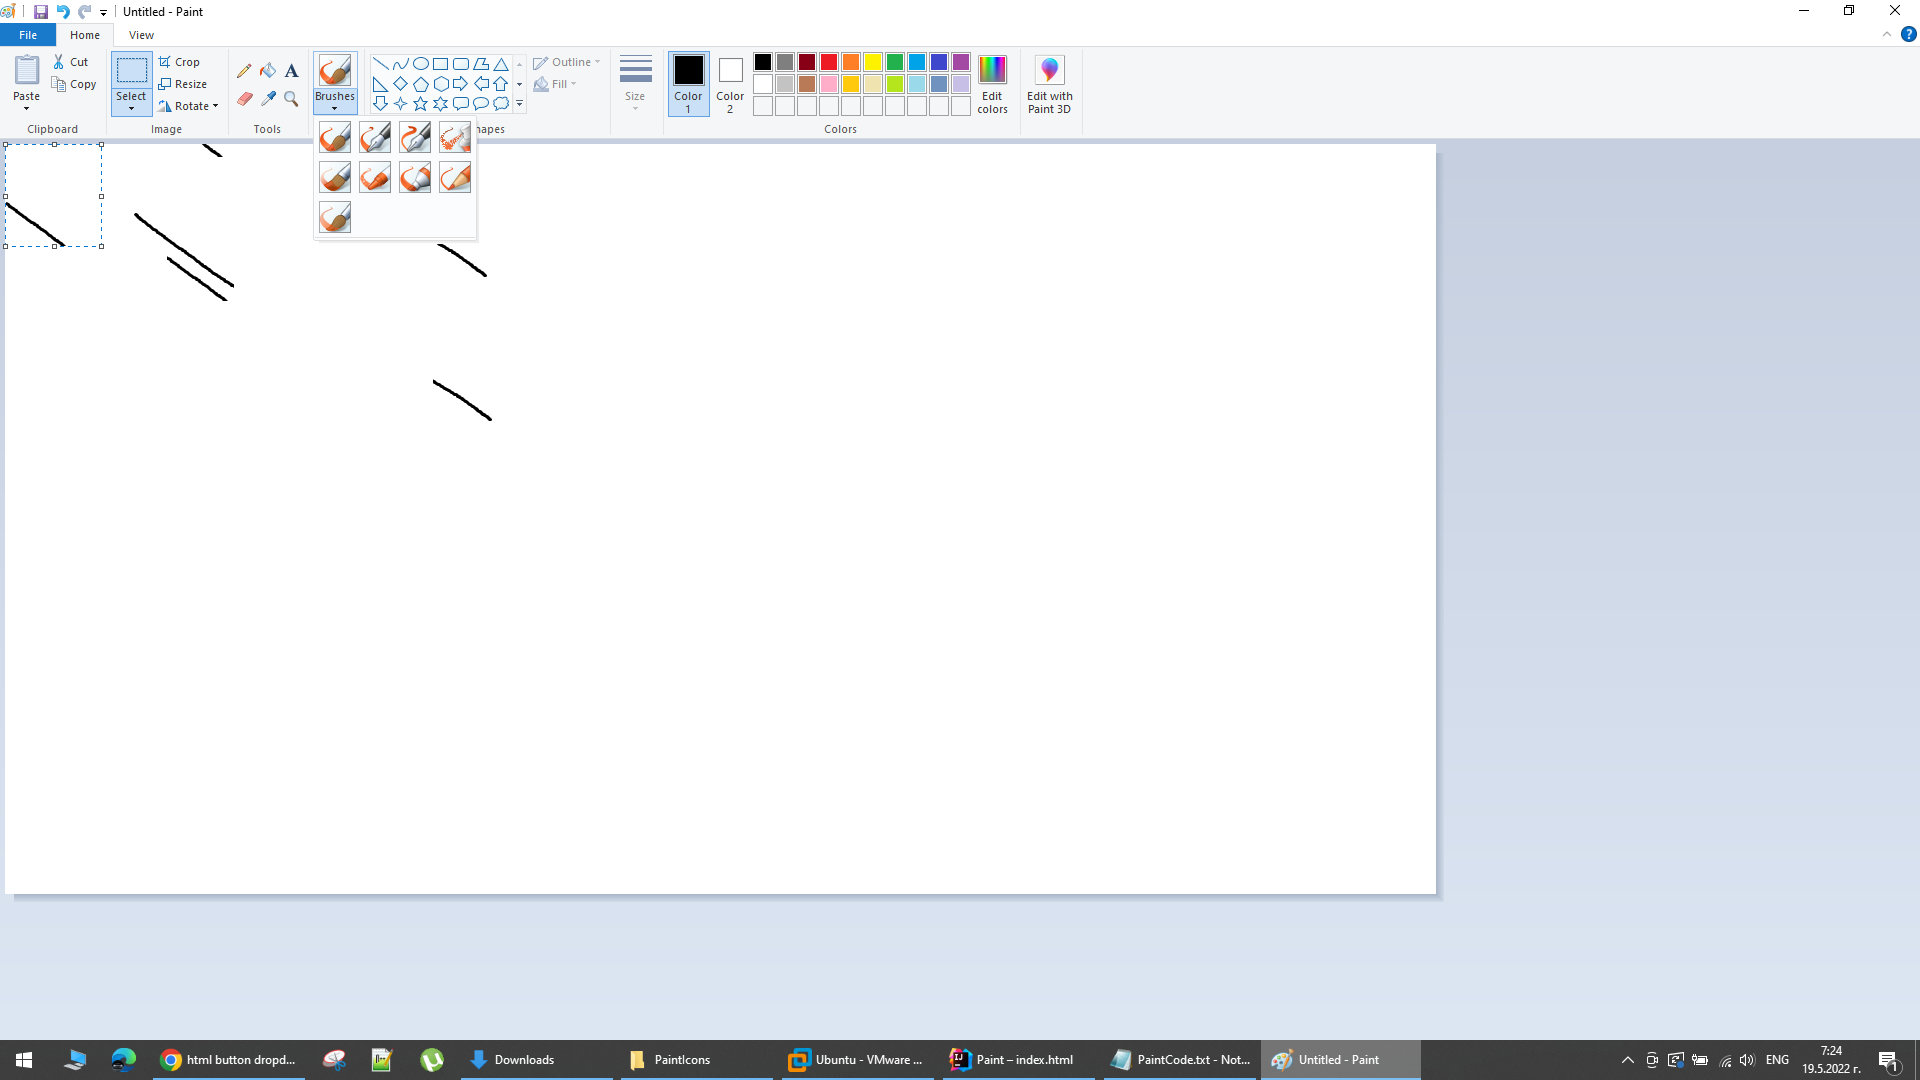 Untitled - Paint
File Home View
Paste
Cut
Copy
Clipboard
Select
Crop
Resize
Rotate
Image
A
Tools
Brushes
hapes
Outline
Fill
Size
Color 1
Color 2
Edit colors
Edit with Paint 3D
Colors
html button dropd...
Downloads
PaintIcons
Ubuntu - VMware ...
Paint – index.html
PaintCode.txt - Not...
Untitled - Paint
ENG
7:24
19.5.2022 г.
1